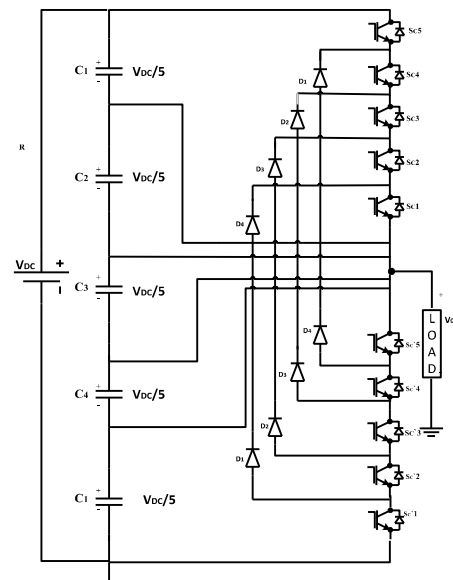 Sc5
+
C1
-
VDC/5
D1
Sc4
D2
Sc3
R
D3
Sc2
+
C2
-
VDC/5
Sc1
D4
VDC
+
-
+
C3
-
VDC/5
+
LOAD
-
D4
Sc'5
D3
Sc'4
+
C4
-
VDC/5
D2
Sc'3
D1
Sc'2
+
C1
-
VDC/5
Sc'1